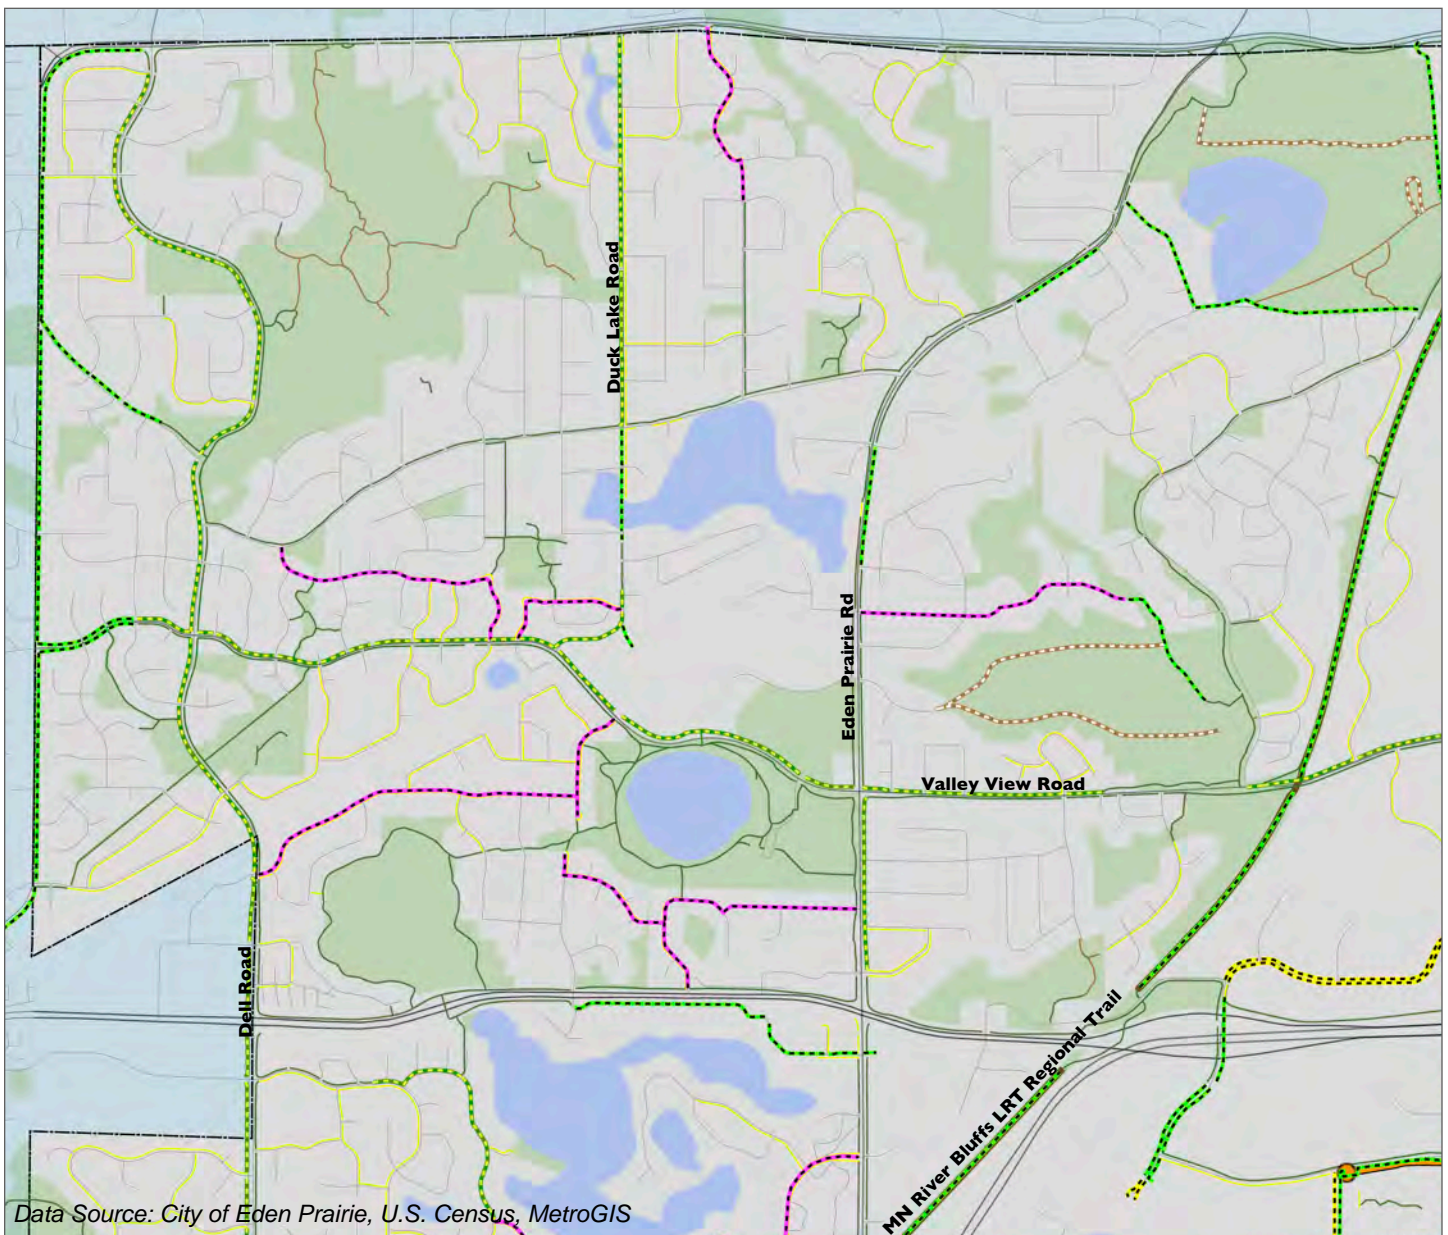 Duck Lake Road
Eden Prairie Rd
Valley View Road
Dell Road
MN River Bluffs LRT Regional Trail
Data Source: City of Eden Prairie, U.S. Census, MetroGIS